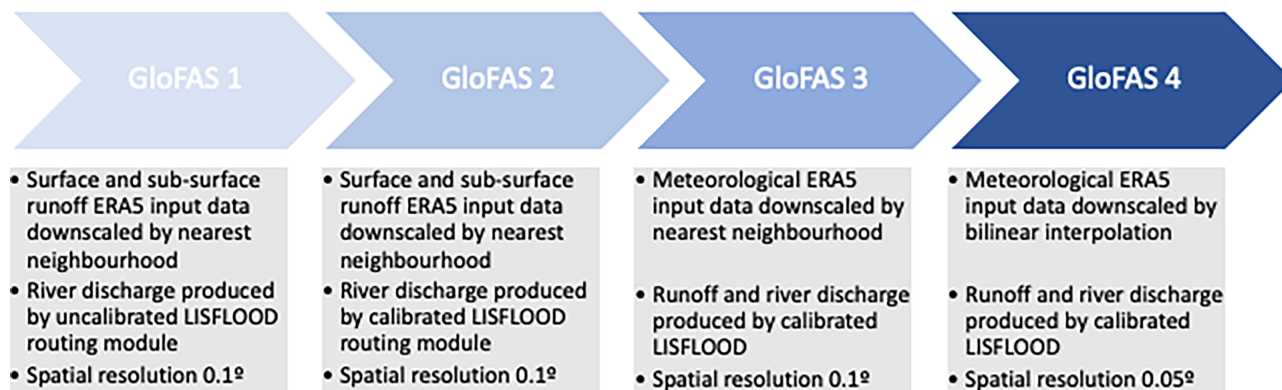 GloFAS 1
GloFAS 2
GloFAS 3
GloFAS 4
• Surface and sub-surface
runoff ERA5 input data
downscaled by nearest
neighbourhood
• River discharge produced
by uncalibrated LISFLOOD
routing module
• Spatial resolution 0.1º
• Surface and sub-surface
runoff ERA5 input data
downscaled by nearest
neighbourhood
• River discharge produced
by calibrated LISFLOOD
routing module
• Spatial resolution 0.1º
• Meteorological ERA5
input data downscaled by
nearest neighbourhood
• Runoff and river discharge
produced by calibrated
LISFLOOD
• Spatial resolution 0.1º
• Meteorological ERA5
input data downscaled by
bilinear interpolation
• Runoff and river discharge
produced by calibrated
LISFLOOD
• Spatial resolution 0.05º